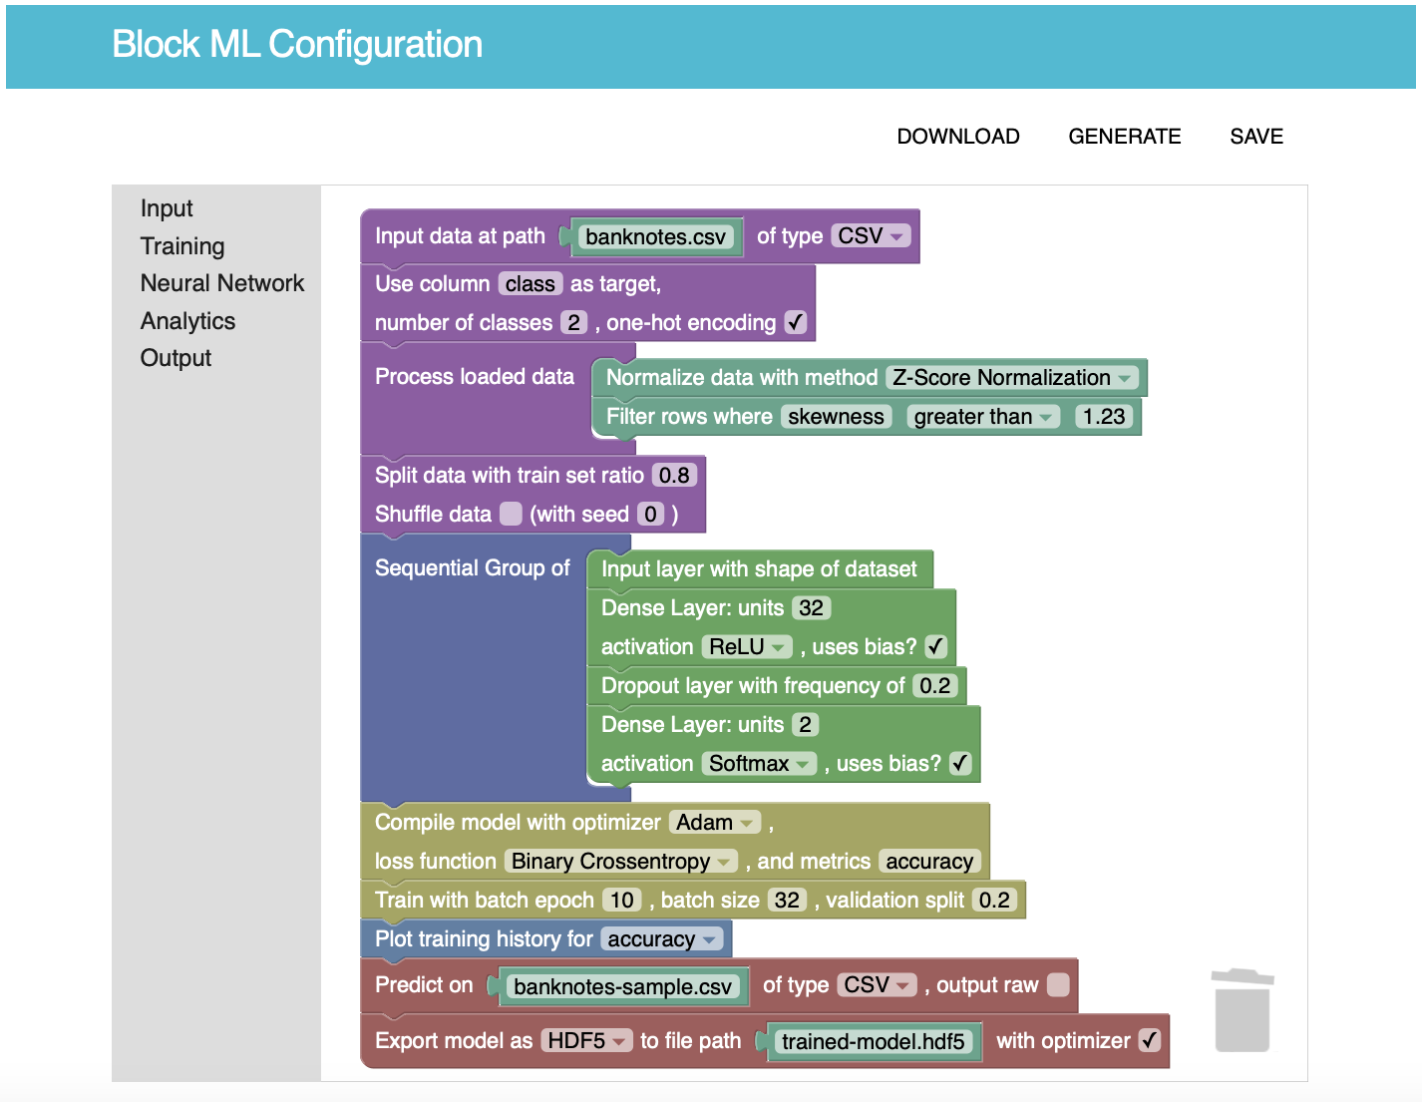 Block ML Configuration
DOWNLOAD GENERATE SAVE
Input
Training
Neural Network
Analytics
Output
Input data at path banknotes.csv of type CSV
Use column class as target,
number of classes 2 , one-hot encoding ✓
Process loaded data
Normalize data with method Z-Score Normalization
Filter rows where skewness greater than 1.23
Split data with train set ratio 0.8
Shuffle data (with seed 0 )
Sequential Group of
Input layer with shape of dataset
Dense Layer: units 32
activation ReLU , uses bias? ✓
Dropout layer with frequency of 0.2
Dense Layer: units 2
activation Softmax , uses bias? ✓
Compile model with optimizer Adam ,
loss function Binary Crossentropy , and metrics accuracy
Train with batch epoch 10 , batch size 32 , validation split 0.2
Plot training history for accuracy
Predict on banknotes-sample.csv of type CSV , output raw
Export model as HDF5 to file path trained-model.hdf5 with optimizer ✓